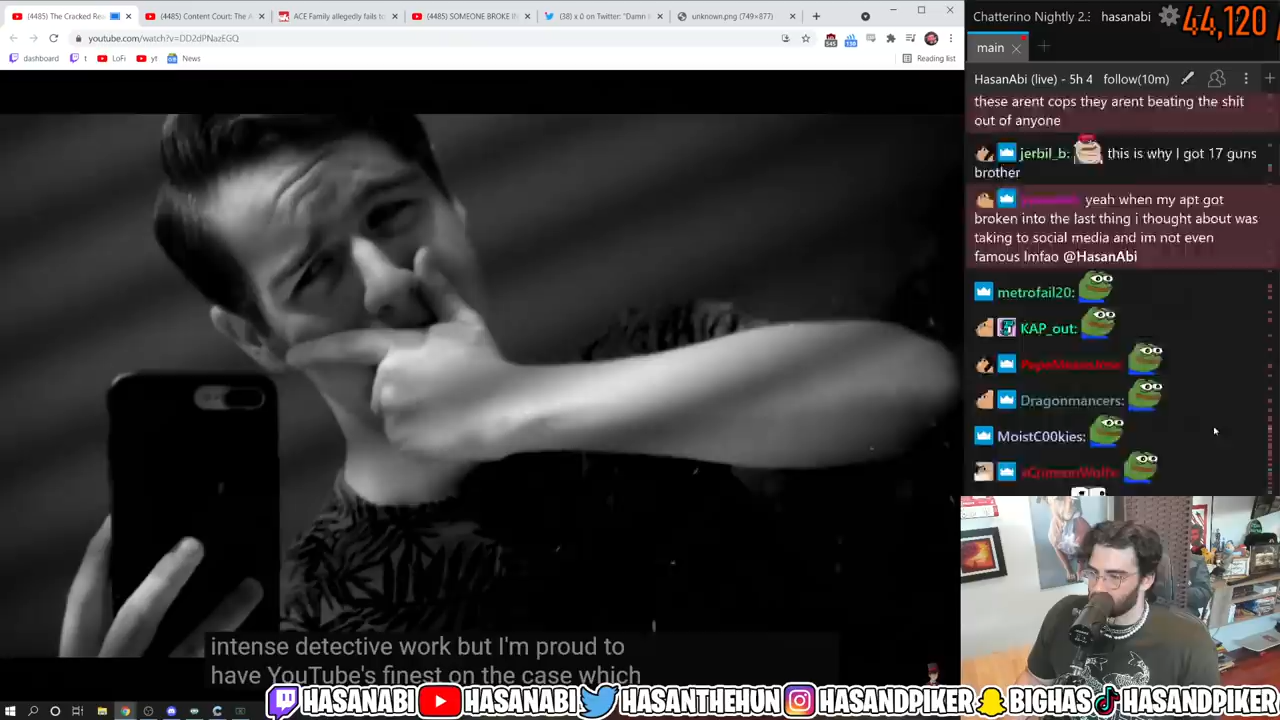 (4485) The Cracked Res
(4485) Content Court: The A
ACE Family allegedly fails to
(4485) SOMEONE BROKE IN
(38) x 0 on Twitter: "Damn I
unknown.png (749×877)
youtube.com/watch?v=DD2dPNazEGQ
dashboard
t
LoFi
yt
News
Reading list
intense detective work but I'm proud to
have YouTube's finest on the case which
Chatterino Nightly 2.
hasanabi
44,120
main
HasanAbi (live) - 5h 4
follow(10m)
these arent cops they arent beating the shit
out of anyone
jerbil_b: this is why I got 17 guns
brother
yeah when my apt got
broken into the last thing i thought about was
taking to social media and im not even
famous lmfao @HasanAbi
metrofail20:
KAP_out:
Dragonmancers:
MoistC00kies:
xCrimsonWolfx:
HASANABI
HASANABI
HASANTHEHUN
HASANDPIKER
BIGHAS
HASANDPIKER